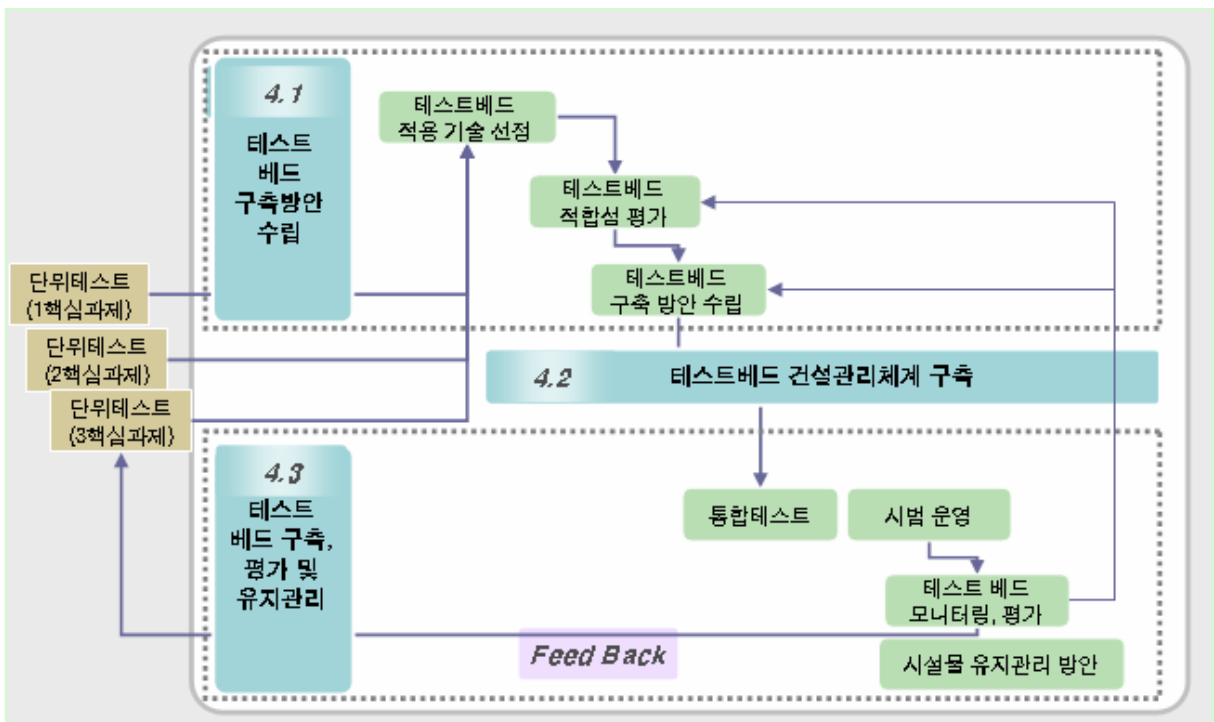 4.1
테스트
베드
구축방안
수립
테스트베드
적용 기술 선정
테스트베드
적합섬 평가
테스트베드
구축 방안 수립
단위테스트
(1핵심과제)
단위테스트
(2핵심과제)
단위테스트
(3핵심과제)
4.2
테스트베드 건설관리체계 구축
4.3
테스트
베드 구축,
평가 및
유지관리
통합테스트
시범 운영
테스트 베드
모니터링, 평가
시설물 유지관리 방안
Feed Back